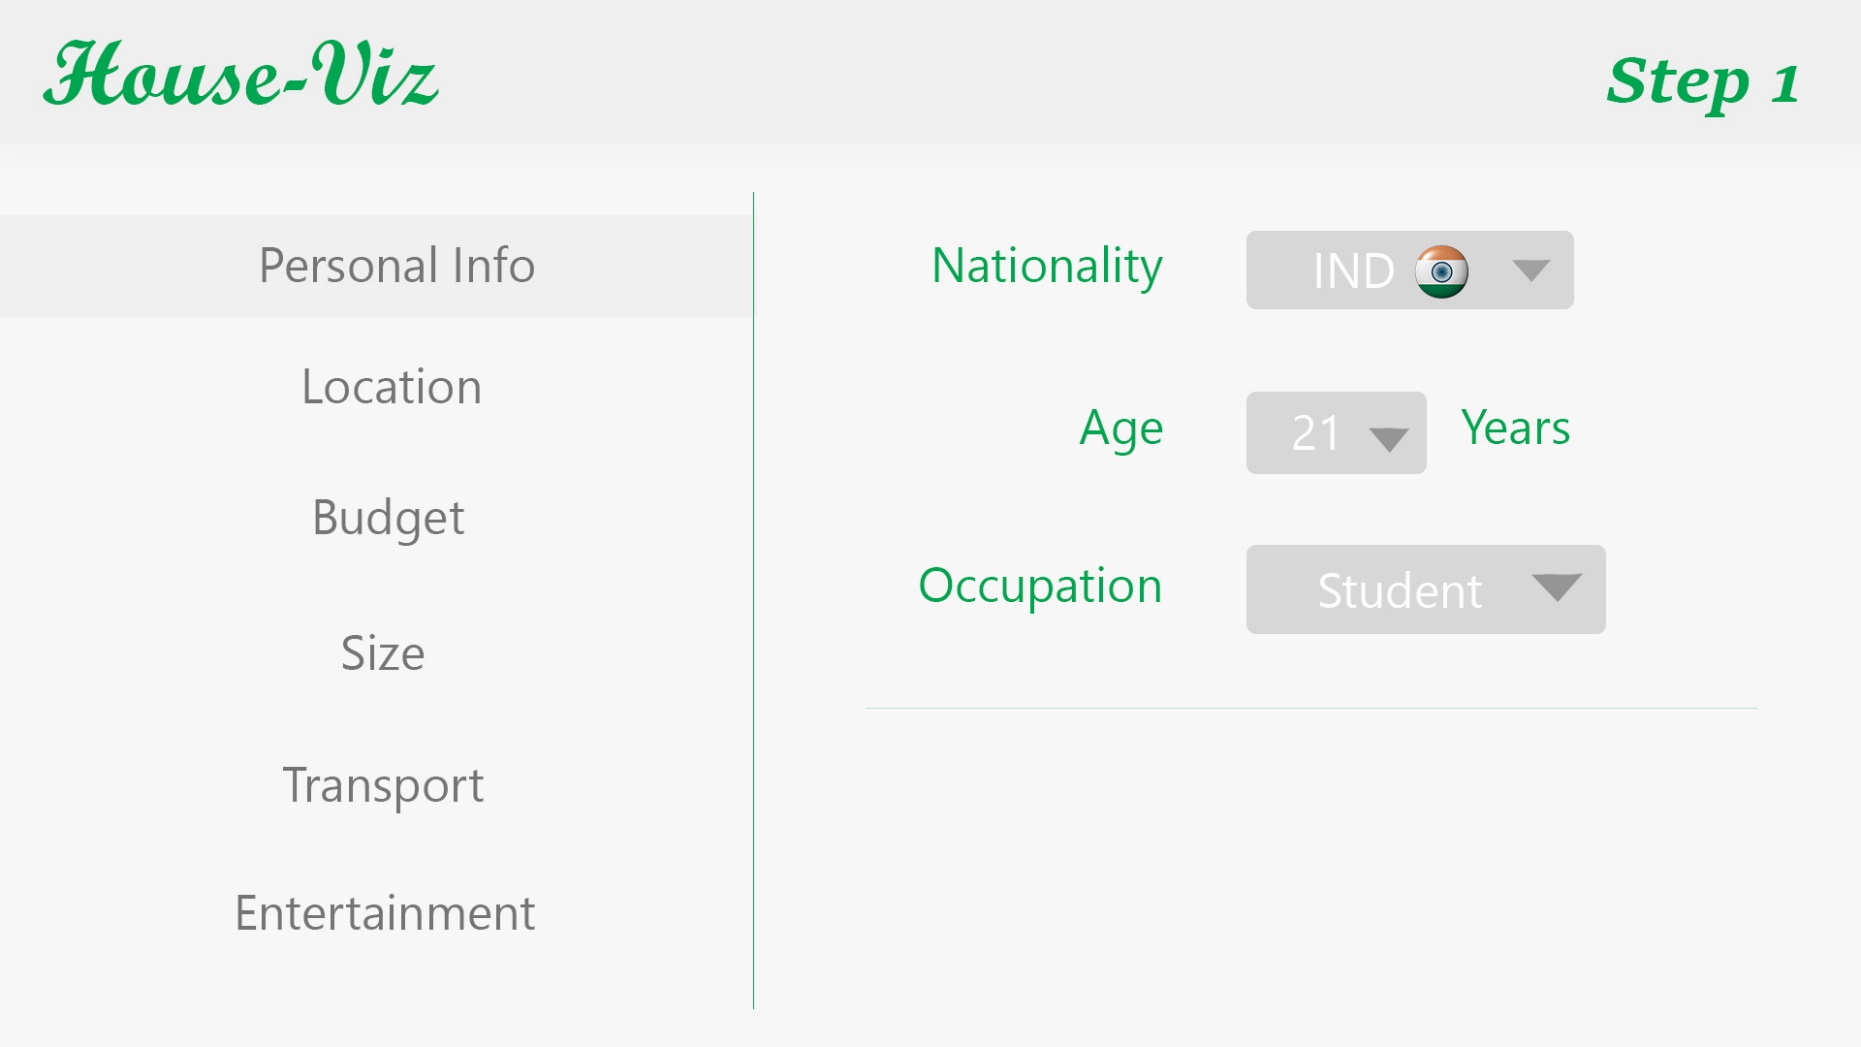 House-Viz
Step 1
Personal Info
Location
Budget
Size
Transport
Entertainment
Nationality IND
Age 21 Years
Occupation Student